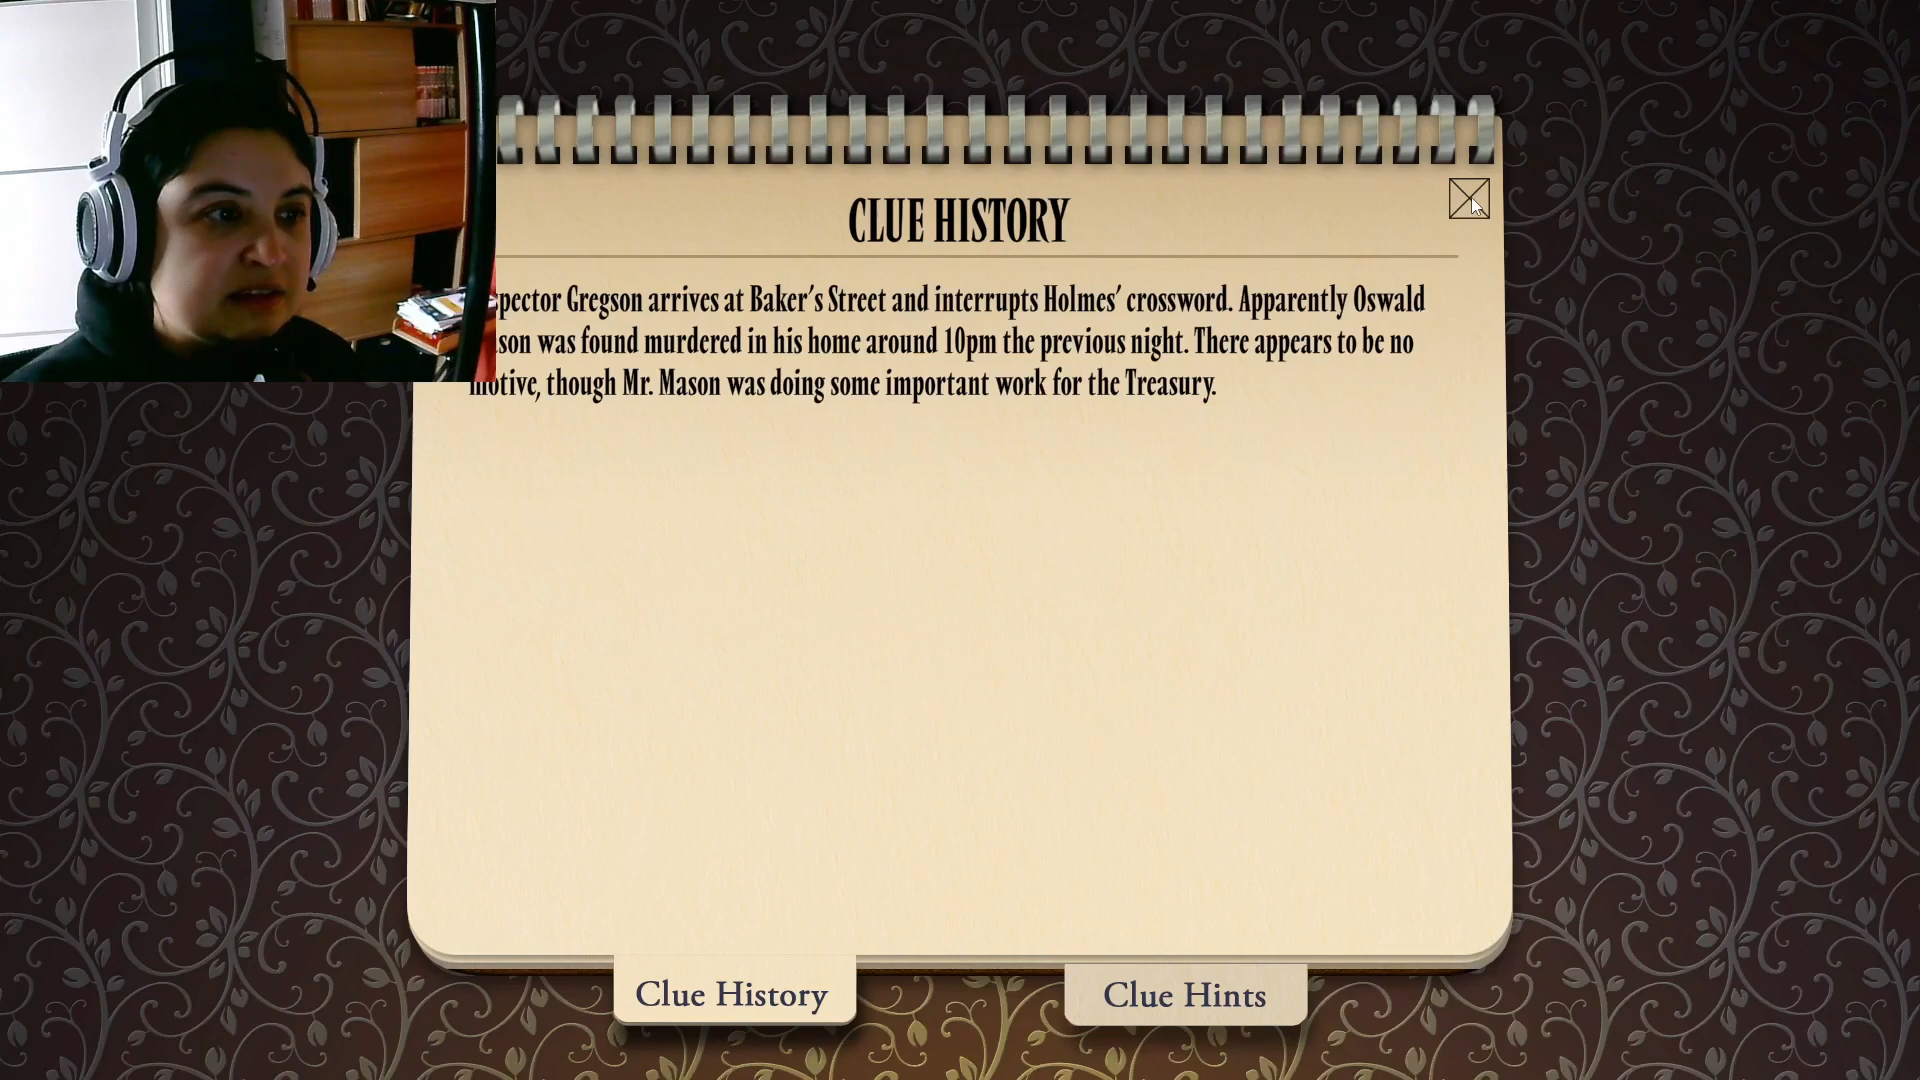 CLUE HISTORY
Gregson arrives at Baker's Street and interrupts Holmes' crossword. Apparently Oswald
was found murdered in his home around 10pm the previous night. There appears to be no
motive, though Mr. Mason was doing some important work for the Treasury.
Clue History
Clue Hints